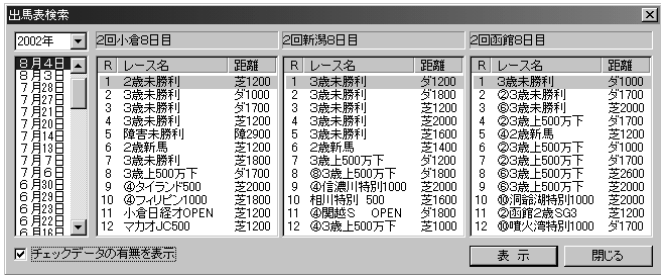 出馬表検索
2002年
2回小倉8日目
2回新潟8日目
2回函館8日目
8月4日
8月3日
7月28日
7月27日
7月21日
7月20日
7月14日
7月13日
7月7日
7月6日
6月30日
6月29日
6月23日
6月22日
6月16日
R レース名 距離
1 2歳未勝利 芝1200
2 3歳未勝利 ダ1000
3 3歳未勝利 ダ1700
4 3歳未勝利 芝1200
5 障害未勝利 障2900
6 2歳新馬 芝1200
7 3歳未勝利 芝1800
8 3歳上500万下 ダ1700
9 ④タイランド500 芝2000
10 ④フィリピン1000 芝1800
11 小倉日経オOPEN 芝1200
12 マカオJC500 芝1200
R レース名 距離
1 3歳未勝利 ダ1200
2 3歳未勝利 ダ1800
3 3歳未勝利 芝1200
4 3歳未勝利 芝2000
5 3歳未勝利 芝1600
6 2歳新馬 芝1400
7 3歳上500万下 ダ1200
8 ⑧3歳上500万下 ダ1800
9 ④信濃川特別1000 芝2000
10 相川特別 500 芝1600
11 ④関越S OPEN ダ1800
12 ④3歳上500万下 芝1200
R レース名 距離
1 3歳未勝利 ダ1000
2 ②3歳未勝利 ダ1700
3 ⑥3歳未勝利 芝2000
4 ②3歳上500万下 ダ1700
5 ④2歳新馬 芝1200
6 ②3歳上500万下 ダ1000
7 ②3歳上500万下 ダ1700
8 ⑥3歳上500万下 芝2600
9 ⑥3歳上500万下 芝2000
10 ⑩洞爺湖特別1000 芝2000
11 ②函館2歳SG3 芝1200
12 ⑩噴火湾特別1000 ダ1700
チェックデータの有無を表示
表 示
閉じる